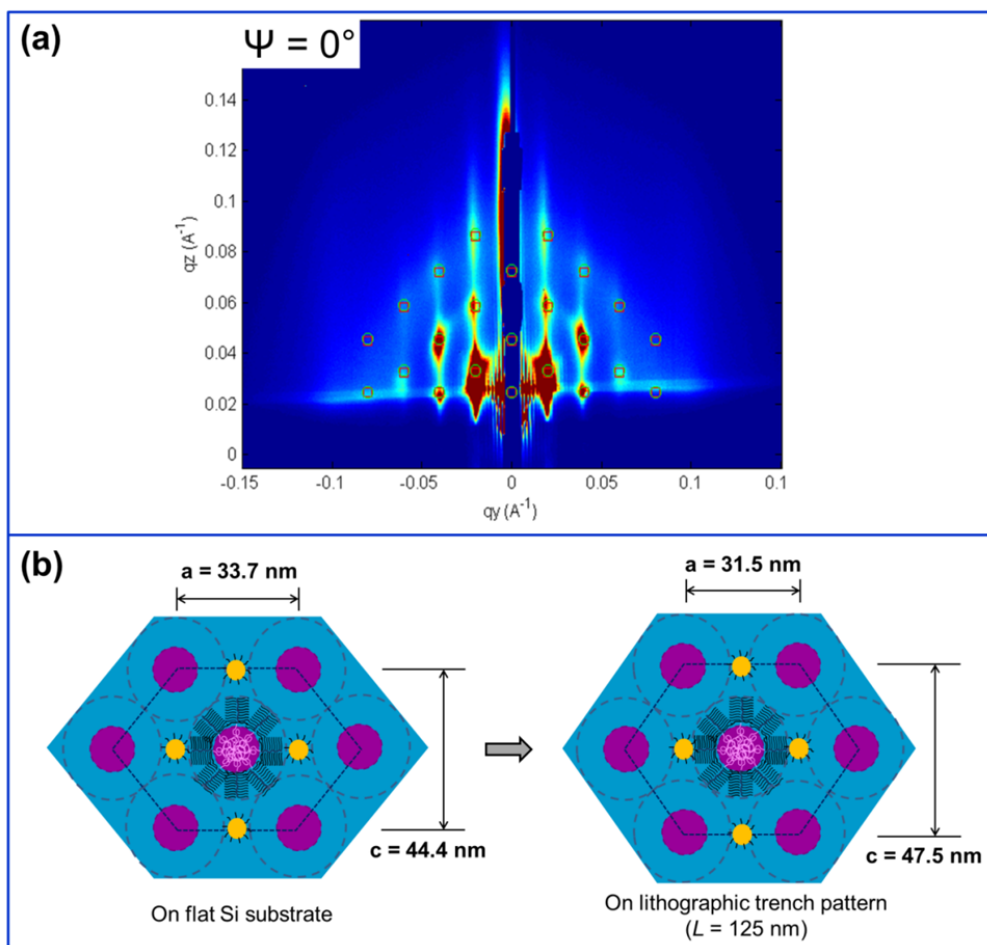 (a)
Ψ = 0°
qz (A⁻¹)
0.14
0.12
0.1
0.08
0.06
0.04
0.02
0
-0.15
-0.05
0
0.05
0.1
0.1
qy (A⁻¹)
(b)
a = 33.7 nm
a = 31.5 nm
c = 44.4 nm
c = 47.5 nm
On flat Si substrate
On lithographic trench pattern
(L = 125 nm)